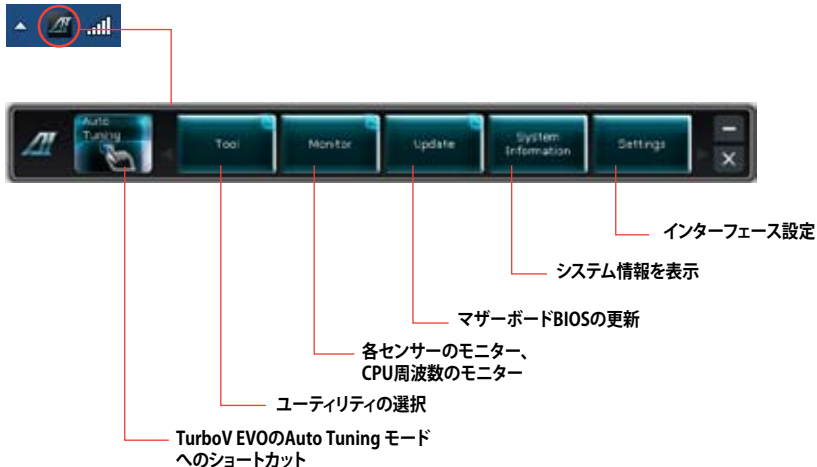 Auto
Tuning
Tool
Monitor
Update
System
Information
Settings
インターフェース設定
システム情報を表示
マザーボードBIOSの更新
各センサーのモニター、
CPU周波数のモニター
ユーティリティの選択
TurboV EVOのAuto Tuning モード
へのショートカット